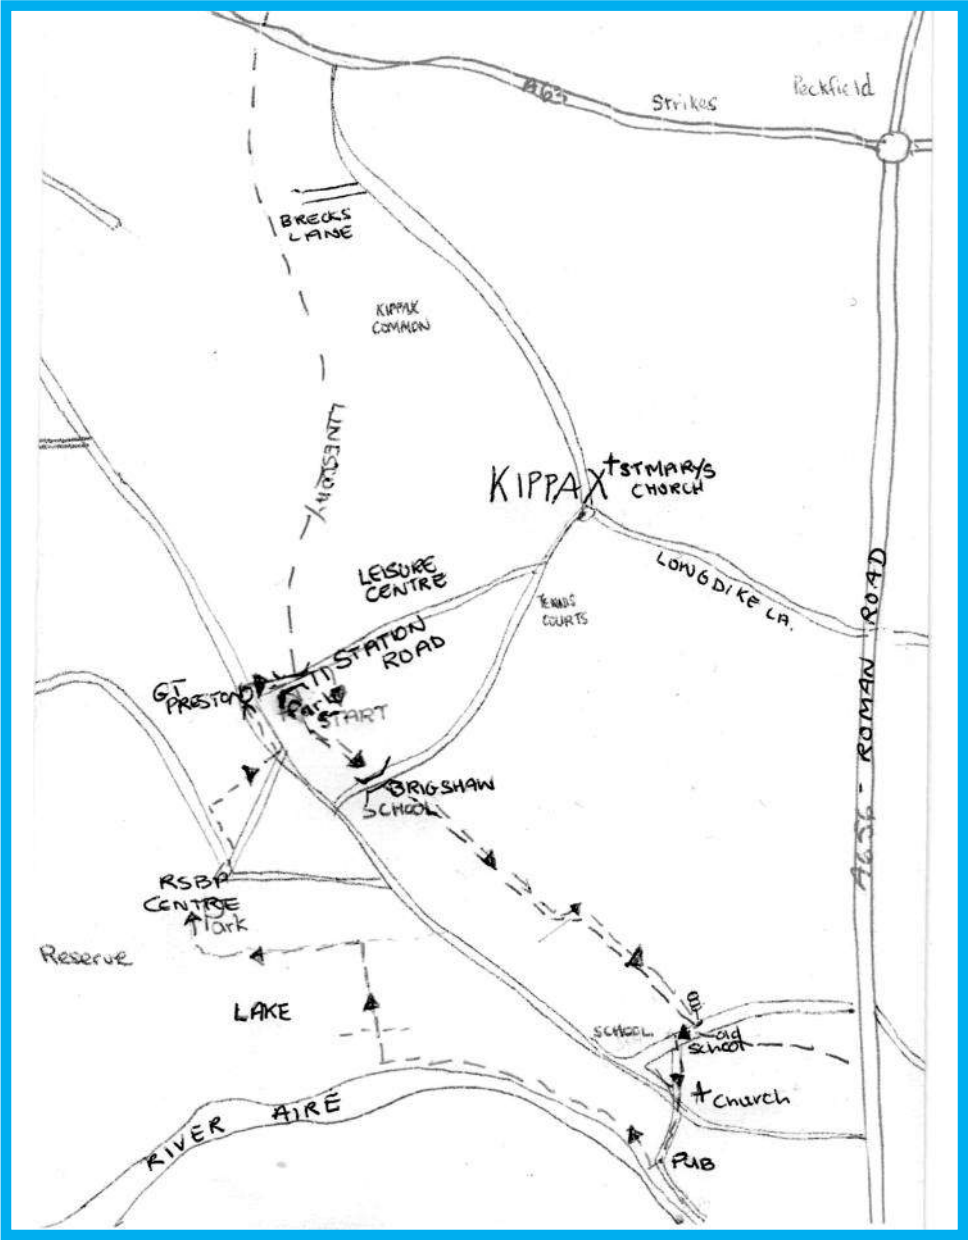 Peckfield
Strikes
A63
BRECKS
LANE
KIPPAX
COMMON
LINESWAY
KIPPAX
ST MARYS
CHURCH
LEISURE
CENTRE
LONGDIKE LA.
TENNIS
COURTS
STATION
ROAD
GT
PRESTON
Park
START
A656 - ROMAN ROAD
BRIGSHAW
SCHOOL
RSBP
CENTRE
Park
Reserve
LAKE
SCHOOL
old
school
Church
RIVER AIRE
PUB